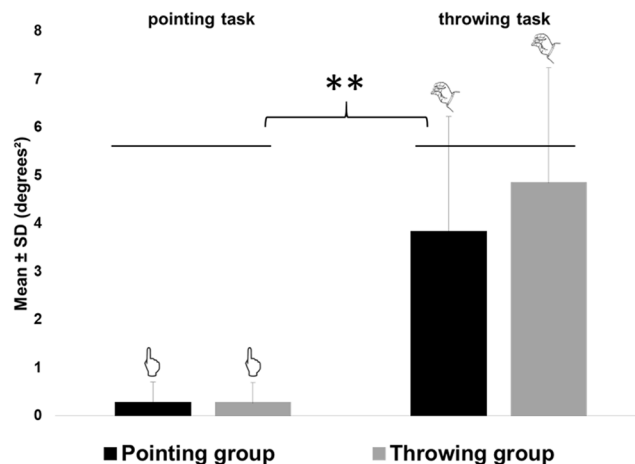 pointing task
throwing task
**
Mean ± SD (degrees²)
8
7
6
5
4
3
2
1
0
Pointing group
Throwing group